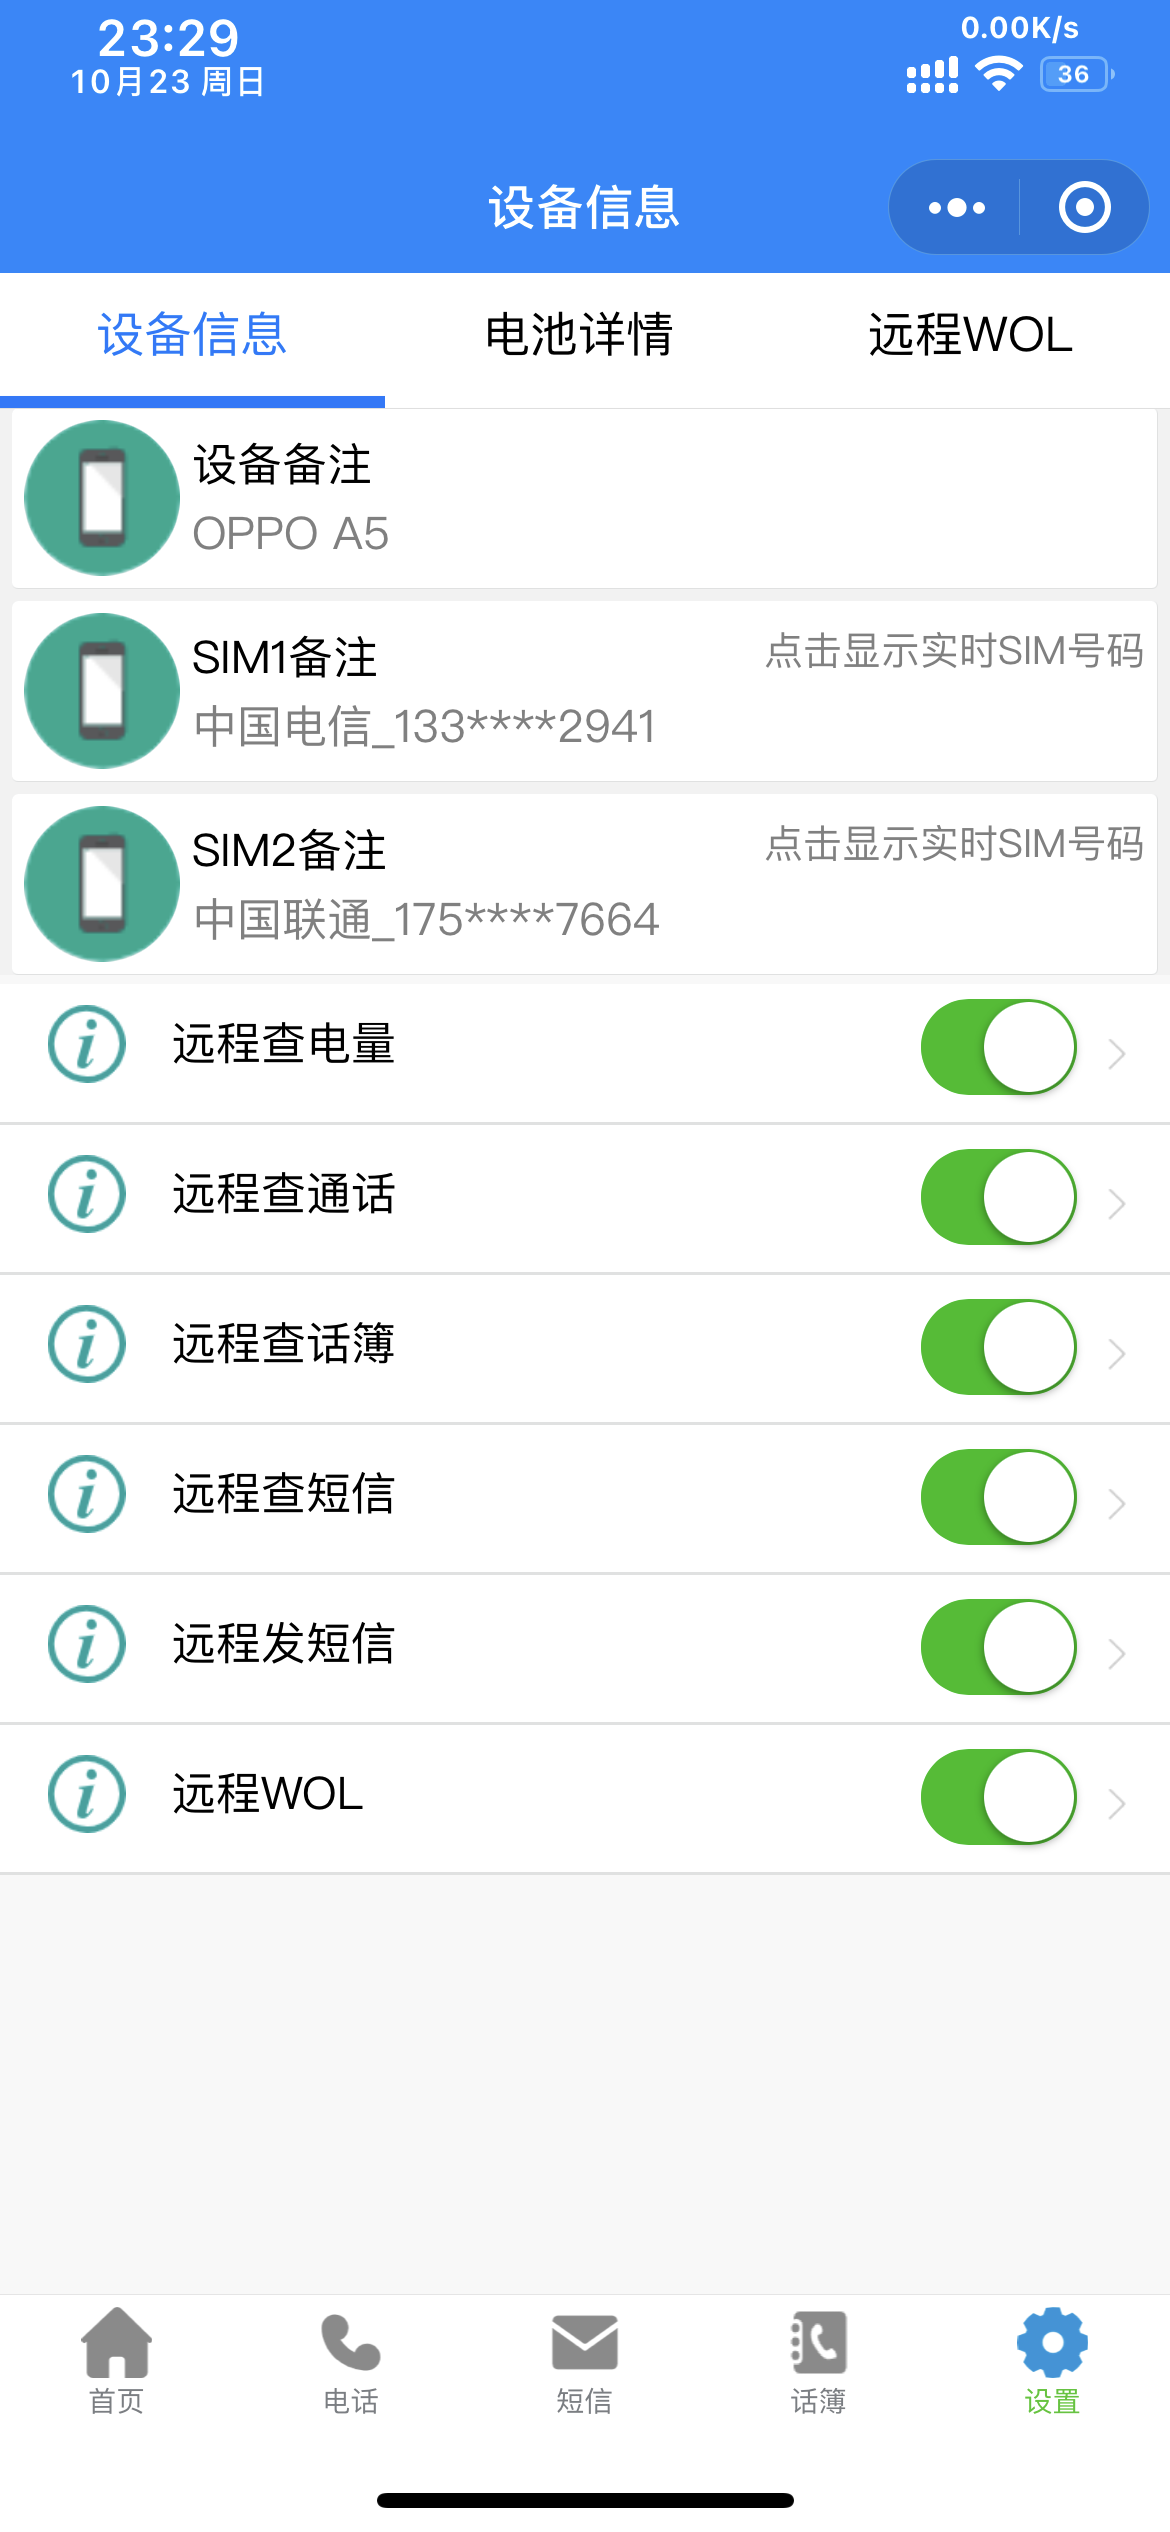 23:29
10月23 周日
0.00K/s
36
设备信息
设备信息
电池详情
远程WOL
设备备注
OPPO A5
SIM1备注
点击显示实时SIM号码
中国电信_133****2941
SIM2备注
点击显示实时SIM号码
中国联通_175****7664
远程查电量
远程查通话
远程查话簿
远程查短信
远程发短信
远程WOL
首页
电话
短信
话簿
设置